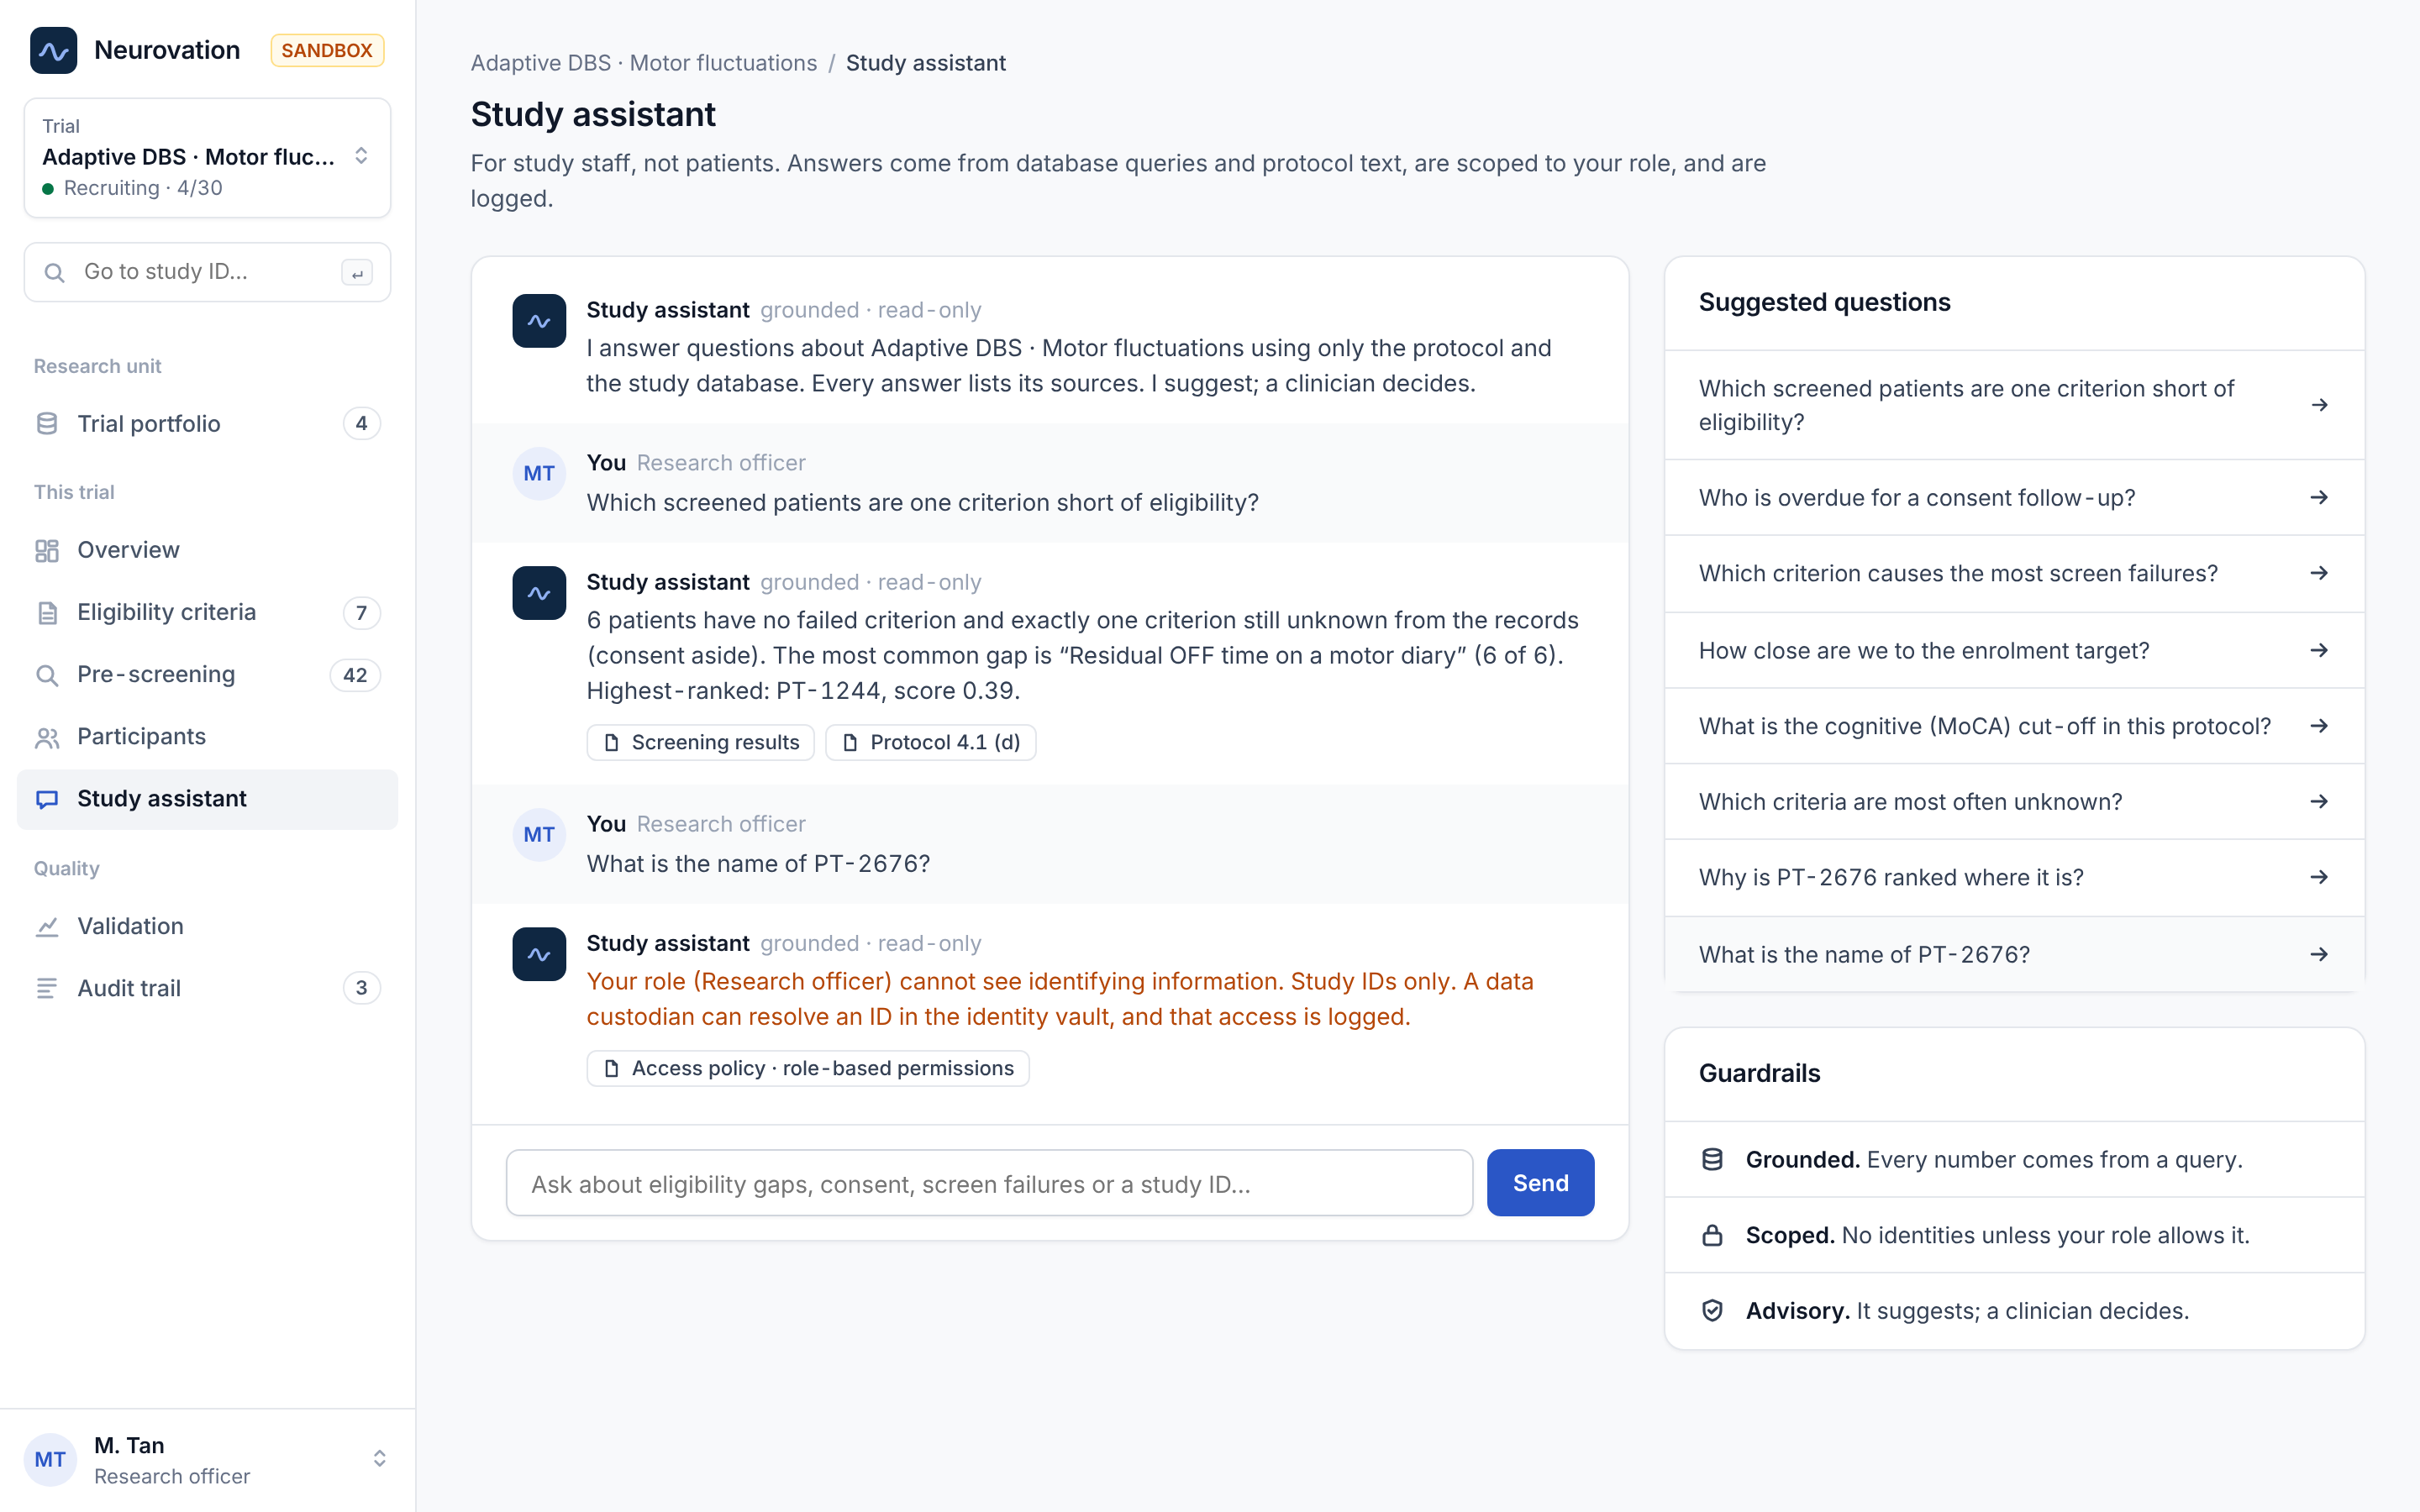 Neurovation
SANDBOX
Trial
Adaptive DBS · Motor fluc...
Recruiting · 4/30
Go to study ID...
Research unit
Trial portfolio 4
This trial
Overview
Eligibility criteria 7
Pre-screening 42
Participants
Study assistant
Quality
Validation
Audit trail 3
MT
M. Tan
Research officer
Adaptive DBS · Motor fluctuations / Study assistant
Study assistant
For study staff, not patients. Answers come from database queries and protocol text, are scoped to your role, and are
logged.
Study assistant grounded · read-only
I answer questions about Adaptive DBS · Motor fluctuations using only the protocol and
the study database. Every answer lists its sources. I suggest; a clinician decides.
MT
You Research officer
Which screened patients are one criterion short of eligibility?
Study assistant grounded · read-only
6 patients have no failed criterion and exactly one criterion still unknown from the records
(consent aside). The most common gap is “Residual OFF time on a motor diary” (6 of 6).
Highest-ranked: PT-1244, score 0.39.
Screening results
Protocol 4.1 (d)
MT
You Research officer
What is the name of PT-2676?
Study assistant grounded · read-only
Your role (Research officer) cannot see identifying information. Study IDs only. A data
custodian can resolve an ID in the identity vault, and that access is logged.
Access policy · role-based permissions
Ask about eligibility gaps, consent, screen failures or a study ID...
Send
Suggested questions
Which screened patients are one criterion short of
eligibility?
Who is overdue for a consent follow-up?
Which criterion causes the most screen failures?
How close are we to the enrolment target?
What is the cognitive (MoCA) cut-off in this protocol?
Which criteria are most often unknown?
Why is PT-2676 ranked where it is?
What is the name of PT-2676?
Guardrails
Grounded. Every number comes from a query.
Scoped. No identities unless your role allows it.
Advisory. It suggests; a clinician decides.